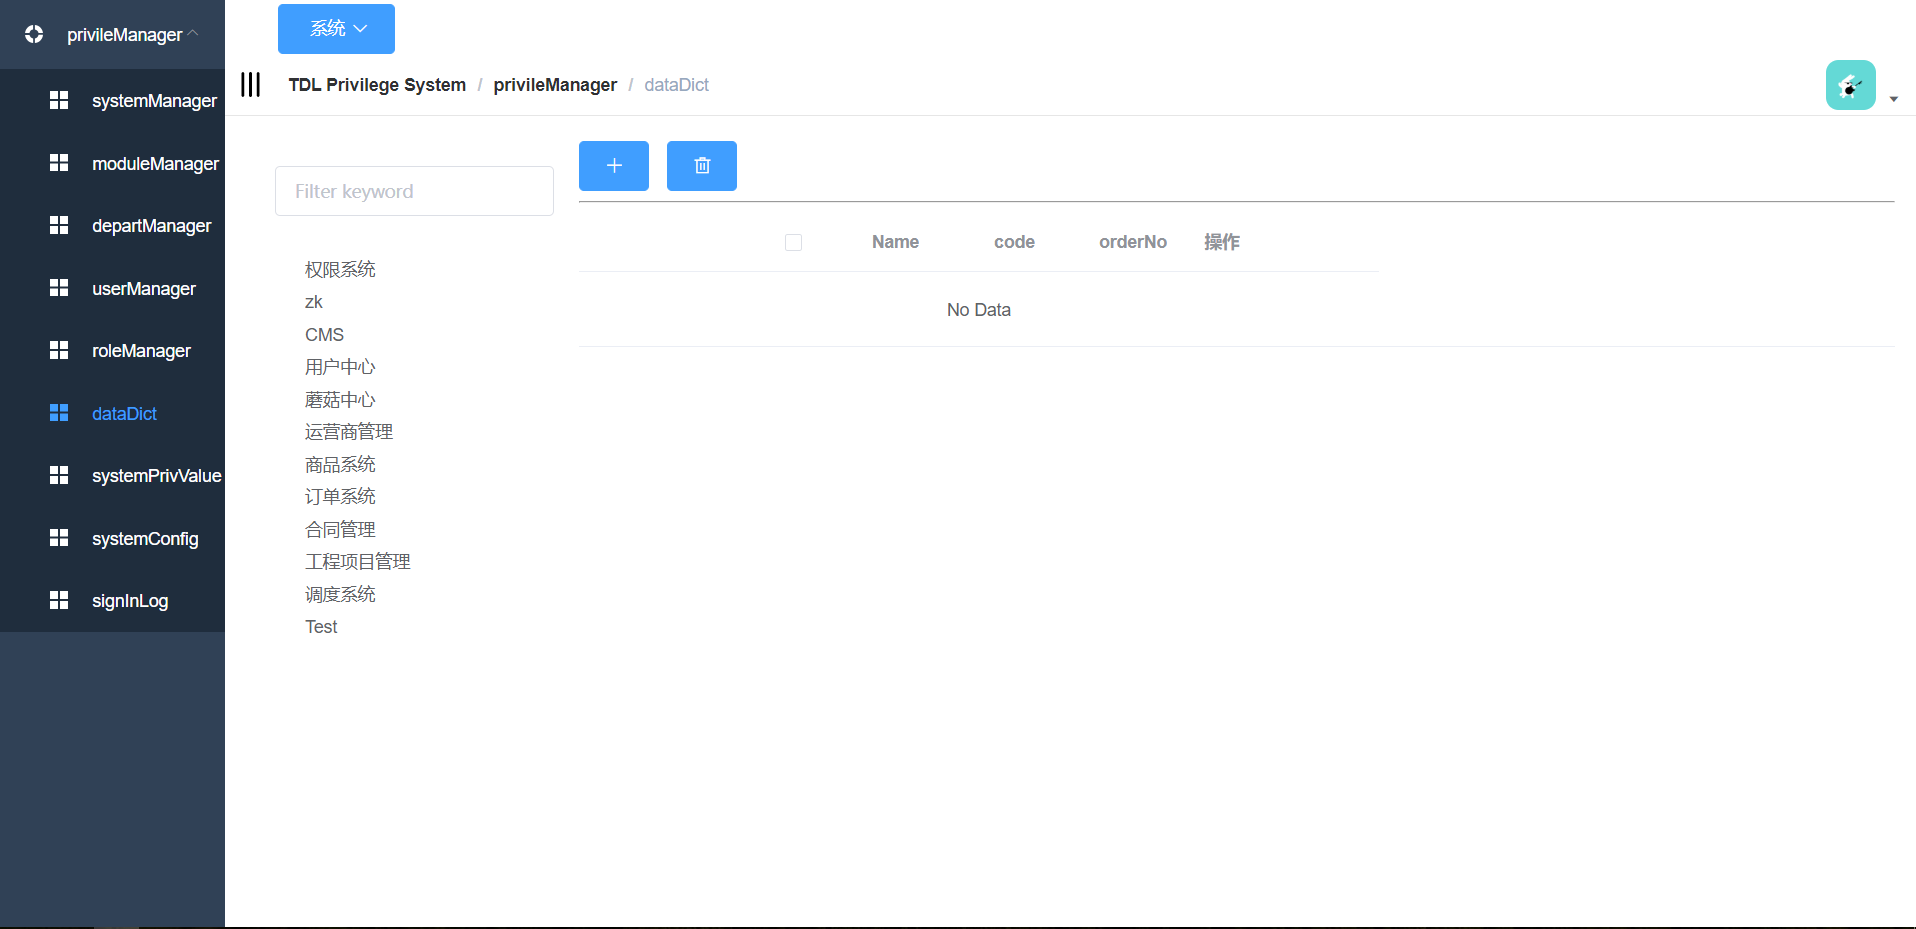 privileManager
systemManager
moduleManager
departManager
userManager
roleManager
dataDict
systemPrivValue
systemConfig
signInLog
系统
TDL Privilege System / privileManager / dataDict
Filter keyword
权限系统
zk
CMS
用户中心
蘑菇中心
运营商管理
商品系统
订单系统
合同管理
工程项目管理
调度系统
Test
Name code orderNo 操作
No Data